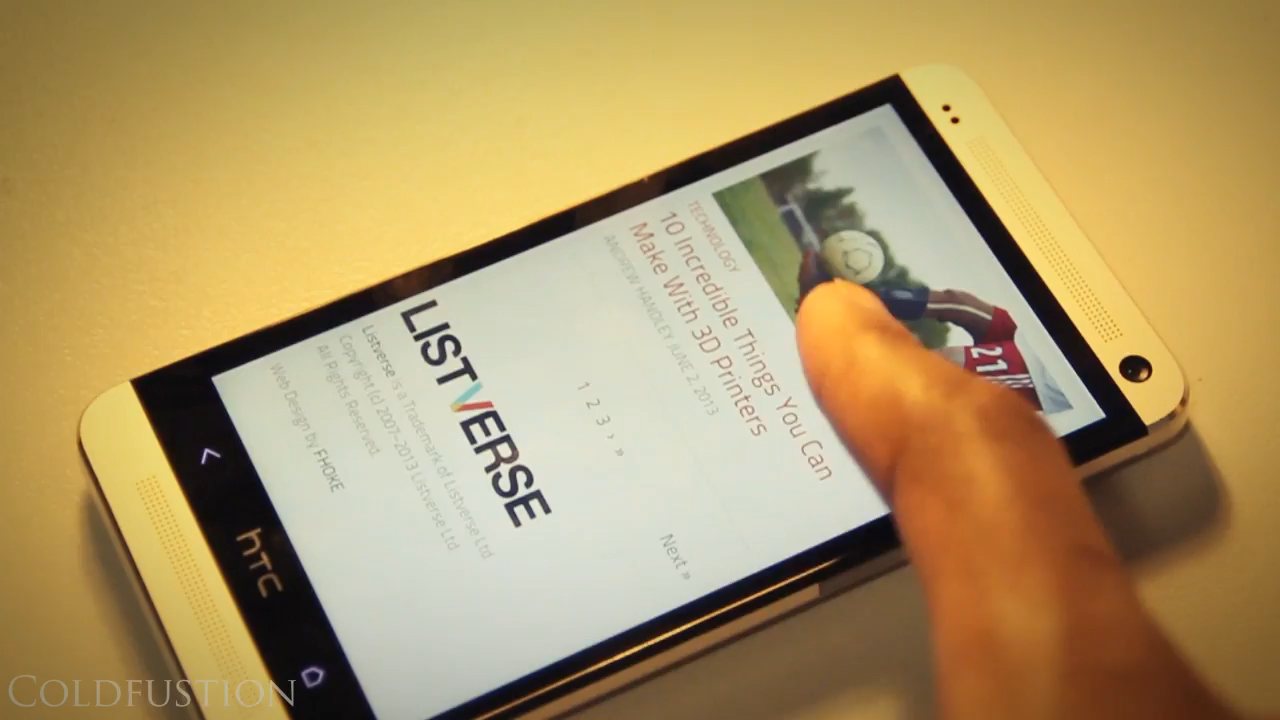 21
TECHNOLOGY
10 Incredible Things You Can
Make With 3D Printers
ANDREW HANDLEY JUNE 2, 2013
1 2 3 › »
Next »
LISTVERSE
Listverse is a Trademark of Listverse Ltd
Copyright (c) 2007–2013 Listverse Ltd
All Rights Reserved
Web Design by FHOKE
hTC
COLDFUSTION